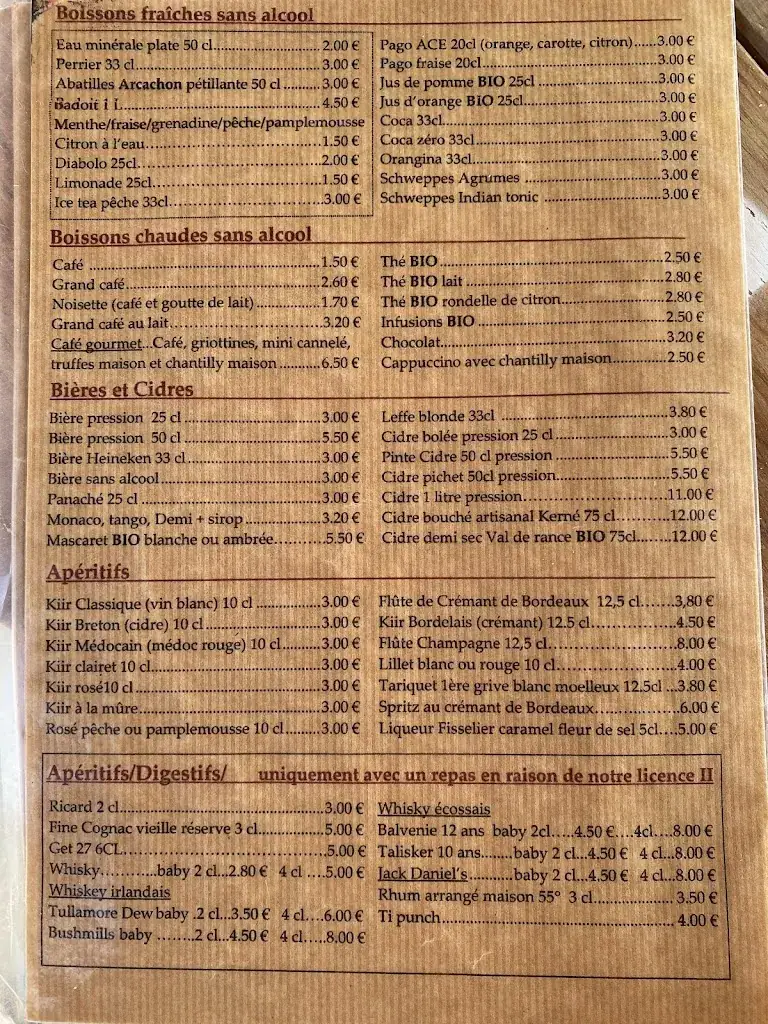 Boissons fraîches sans alcool
Eau minérale plate 50 cl.......................2.00 €
Perrier 33 cl.......................................3.00 €
Abatilles Arcachon pétillante 50 cl .........3.00 €
Badoit 1 L..........................................4.50 €
Menthe/fraise/grenadine/pêche/pamplemousse
Citron à l'eau.....................................1.50 €
Diabolo 25cl.......................................2.00 €
Limonade 25cl....................................1.50 €
Ice tea pêche 33cl...............................3.00 €
Pago ACE 20cl (orange, carotte, citron)......3.00 €
Pago fraise 20cl...................................3.00 €
Jus de pomme BIO 25cl ........................3.00 €
Jus d'orange BIO 25cl...........................3.00 €
Coca 33cl...........................................3.00 €
Coca zéro 33cl....................................3.00 €
Orangina 33cl.....................................3.00 €
Schweppes Agrumes ...........................3.00 €
Schweppes Indian tonic .......................3.00 €
Boissons chaudes sans alcool
Café .................................................1.50 €
Grand café.........................................2.60 €
Noisette (café et goutte de lait).............1.70 €
Grand café au lait...............................3.20 €
Café gourmet...Café, griottines, mini cannelé,
truffes maison et chantilly maison ..........6.50 €
Thé BIO.............................................2.50 €
Thé BIO lait .......................................2.80 €
Thé BIO rondelle de citron....................2.80 €
Infusions BIO .....................................2.50 €
Chocolat............................................3.20 €
Cappuccino avec chantilly maison............2.50 €
Bières et Cidres
Bière pression 25 cl .............................3.00 €
Bière pression 50 cl .............................5.50 €
Bière Heineken 33 cl............................3.00 €
Bière sans alcool.................................3.00 €
Panaché 25 cl .....................................3.00 €
Monaco, tango, Demi + sirop.................3.20 €
Mascaret BIO blanche ou ambrée...........5.50 €
Leffe blonde 33cl .................................3.80 €
Cidre bolée pression 25 cl .....................3.00 €
Pinte Cidre 50 cl pression .....................5.50 €
Cidre pichet 50cl pression.....................5.50 €
Cidre 1 litre pression............................11.00 €
Cidre bouché artisanal Kerné 75 cl..........12.00 €
Cidre demi sec Val de rance BIO 75cl.......12.00 €
Apéritifs
Kiir Classique (vin blanc) 10 cl ..............3.00 €
Kiir Breton (cidre) 10 cl........................3.00 €
Kiir Médocain (médoc rouge) 10 cl.........3.00 €
Kiir clairet 10 cl...................................3.00 €
Kiir rosé10 cl......................................3.00 €
Kiir à la mûre.....................................3.00 €
Rosé pêche ou pamplemousse 10 cl.........3.00 €
Flûte de Crémant de Bordeaux 12,5 cl.......3,80 €
Kiir Bordelais (crémant) 12.5 cl..............4.50 €
Flûte Champagne 12,5 cl.......................8.00 €
Lillet blanc ou rouge 10 cl.....................4.00 €
Tariquet 1ère grive blanc moelleux 12.5cl ...3.80 €
Spritz au crémant de Bordeaux................6.00 €
Liqueur Fisselier caramel fleur de sel 5cl....5.00 €
Apéritifs/Digestifs/ uniquement avec un repas en raison de notre licence II
Ricard 2 cl..........................................3.00 €
Fine Cognac vieille réserve 3 cl...............5.00 €
Get 27 6CL.........................................5.00 €
Whisky...........baby 2 cl...2.80 € 4 cl ....5.00 €
Whiskey irlandais
Tullamore Dew baby .2 cl...3.50 € 4 cl....6.00 €
Bushmills baby ........2 cl...4.50 € 4 cl.....8.00 €
Whisky écossais
Balvenie 12 ans baby 2cl.....4.50 €....4cl....8.00 €
Talisker 10 ans........baby 2 cl...4.50 € 4 cl...8.00 €
Jack Daniel's ..........baby 2 cl...4.50 € 4 cl...8.00 €
Rhum arrangé maison 55° 3 cl...................3.50 €
Ti punch.............................................4.00 €